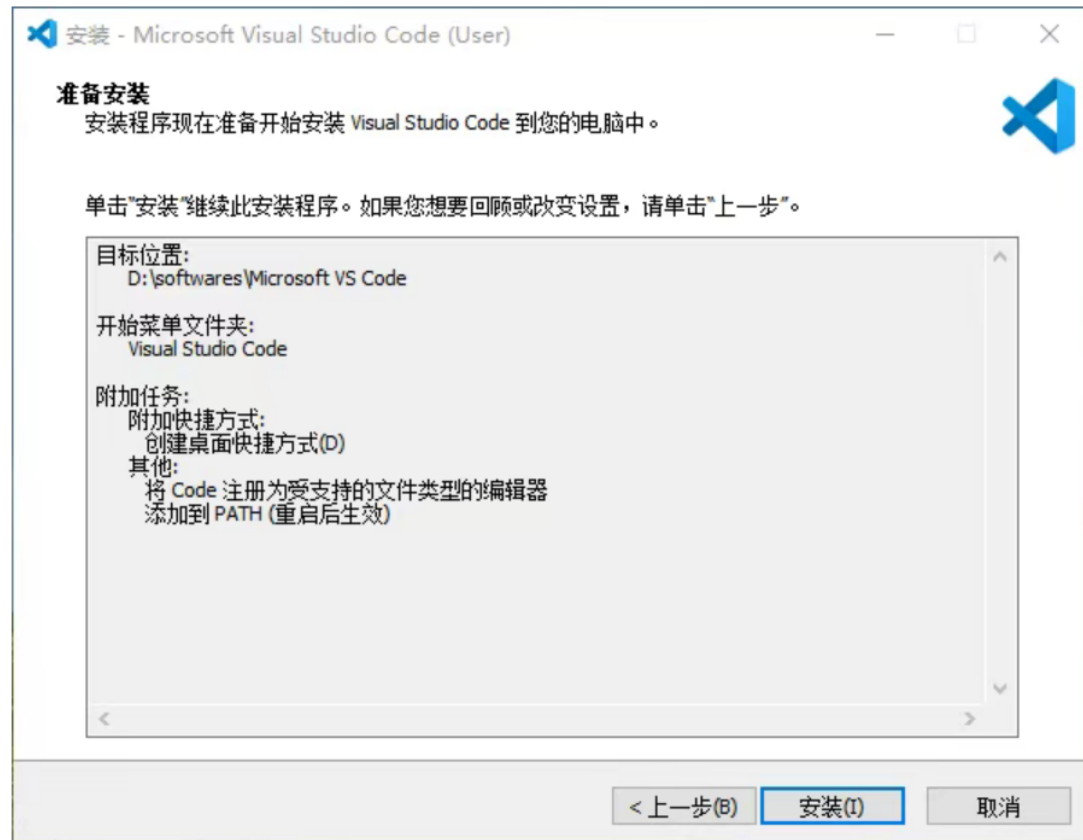 安装 - Microsoft Visual Studio Code (User)
准备安装
安装程序现在准备开始安装 Visual Studio Code 到您的电脑中。
单击"安装"继续此安装程序。如果您想要回顾或改变设置，请单击"上一步"。
目标位置:
D:\softwares\Microsoft VS Code
开始菜单文件夹:
Visual Studio Code
附加任务:
附加快捷方式:
创建桌面快捷方式(D)
其他:
将 Code 注册为受支持的文件类型的编辑器
添加到 PATH (重启后生效)
< 上一步(B)
安装(I)
取消